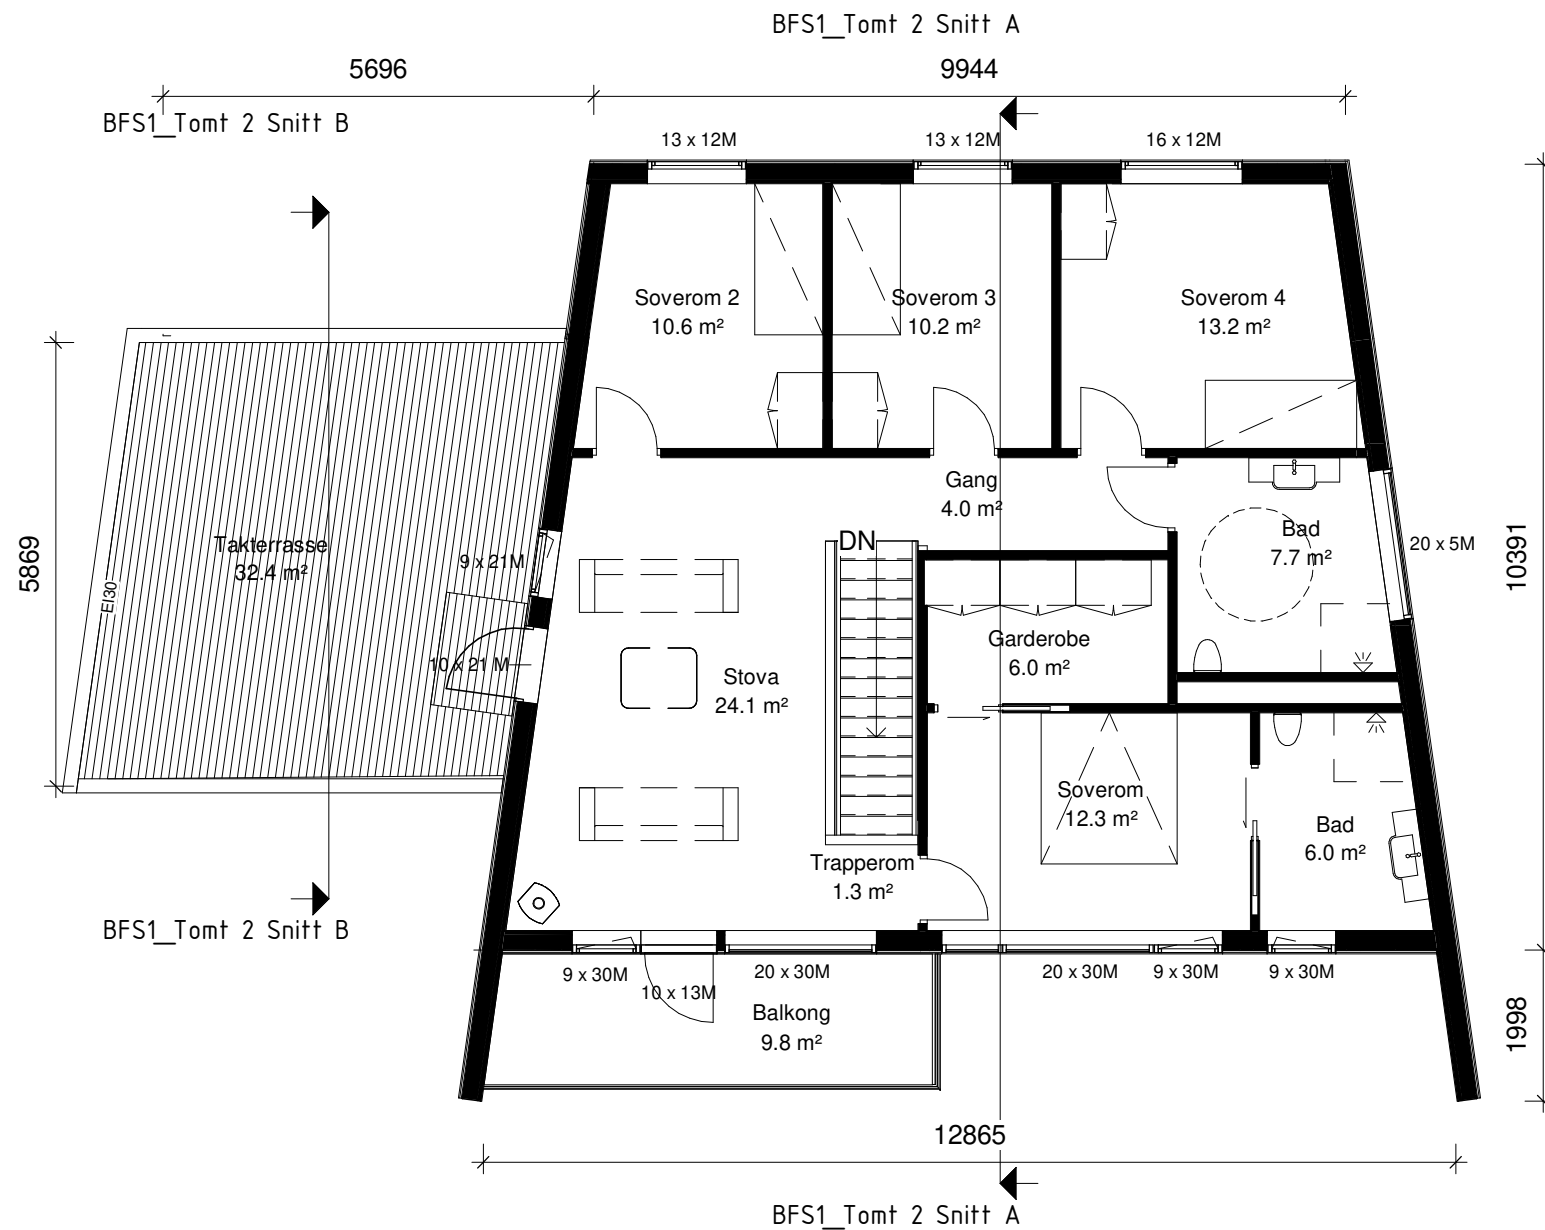 BFS1_Tomt 2 Snitt A
5696
9944
BFS1_Tomt 2 Snitt B
13 x 12M
13 x 12M
16 x 12M
Soverom 2
10.6 m²
Soverom 3
10.2 m²
Soverom 4
13.2 m²
Gang
4.0 m²
DN
Bad
7.7 m²
20 x 5M
10391
5869
Takterrasse
32.4 m²
EI30
9 x 21M
10 x 21 M
Stova
24.1 m²
Garderobe
6.0 m²
Soverom
12.3 m²
Bad
6.0 m²
Trapperom
1.3 m²
BFS1_Tomt 2 Snitt B
9 x 30M
10 x 13M
20 x 30M
20 x 30M
9 x 30M
9 x 30M
Balkong
9.8 m²
1998
12865
BFS1_Tomt 2 Snitt A